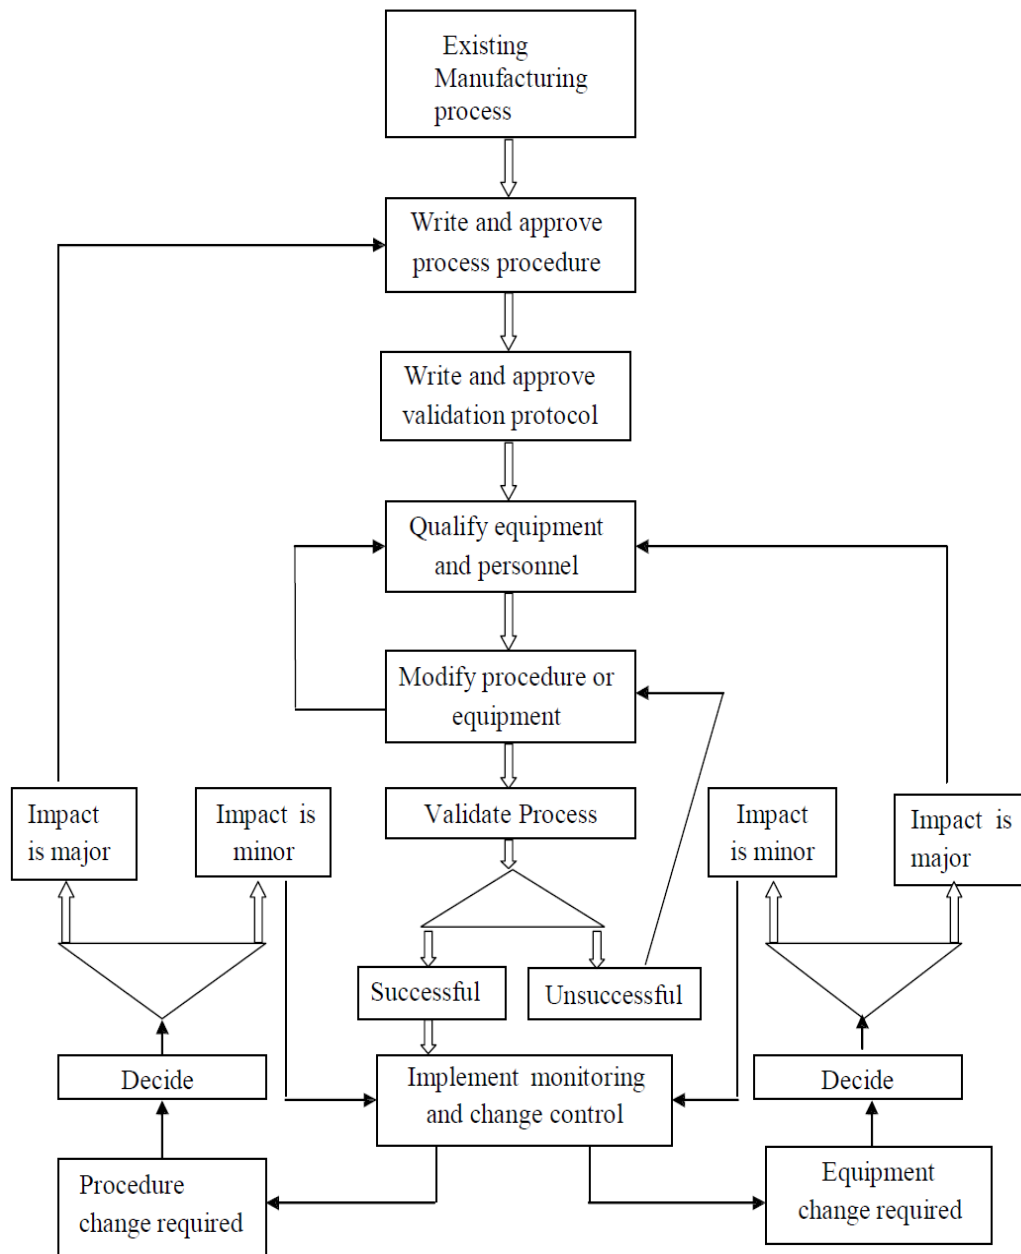 Existing
Manufacturing
process
Write and approve
process procedure
Write and approve
validation protocol
Qualify equipment
and personnel
Modify procedure or
equipment
Impact
is major
Impact is
minor
Validate Process
Impact
is minor
Impact is
major
Successful
Unsuccessful
Decide
Implement monitoring
and change control
Decide
Procedure
change required
Equipment
change required